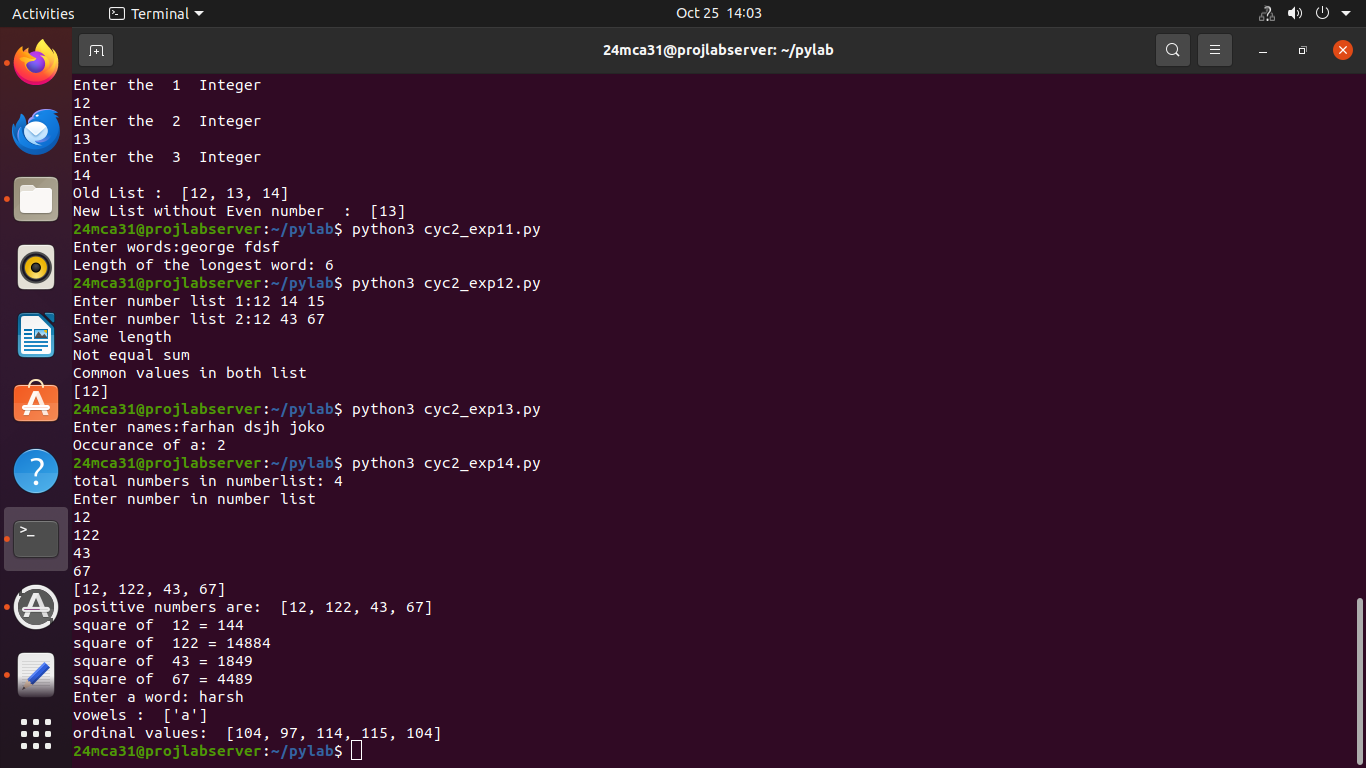 Activities
Terminal
Oct 25 14:03
24mca31@projlabserver: ~/pylab
Enter the  1  Integer
12
Enter the  2  Integer
13
Enter the  3  Integer
14
Old List :  [12, 13, 14]
New List without Even number  :  [13]
24mca31@projlabserver:~/pylab$ python3 cyc2_exp11.py
Enter words:george fdsf
Length of the longest word: 6
24mca31@projlabserver:~/pylab$ python3 cyc2_exp12.py
Enter number list 1:12 14 15
Enter number list 2:12 43 67
Same length
Not equal sum
Common values in both list
[12]
24mca31@projlabserver:~/pylab$ python3 cyc2_exp13.py
Enter names:farhan dsjh joko
Occurance of a: 2
24mca31@projlabserver:~/pylab$ python3 cyc2_exp14.py
total numbers in numberlist: 4
Enter number in number list
12
122
43
67
[12, 122, 43, 67]
positive numbers are:  [12, 122, 43, 67]
square of  12 = 144
square of  122 = 14884
square of  43 = 1849
square of  67 = 4489
Enter a word: harsh
vowels :  ['a']
ordinal values:  [104, 97, 114, 115, 104]
24mca31@projlabserver:~/pylab$